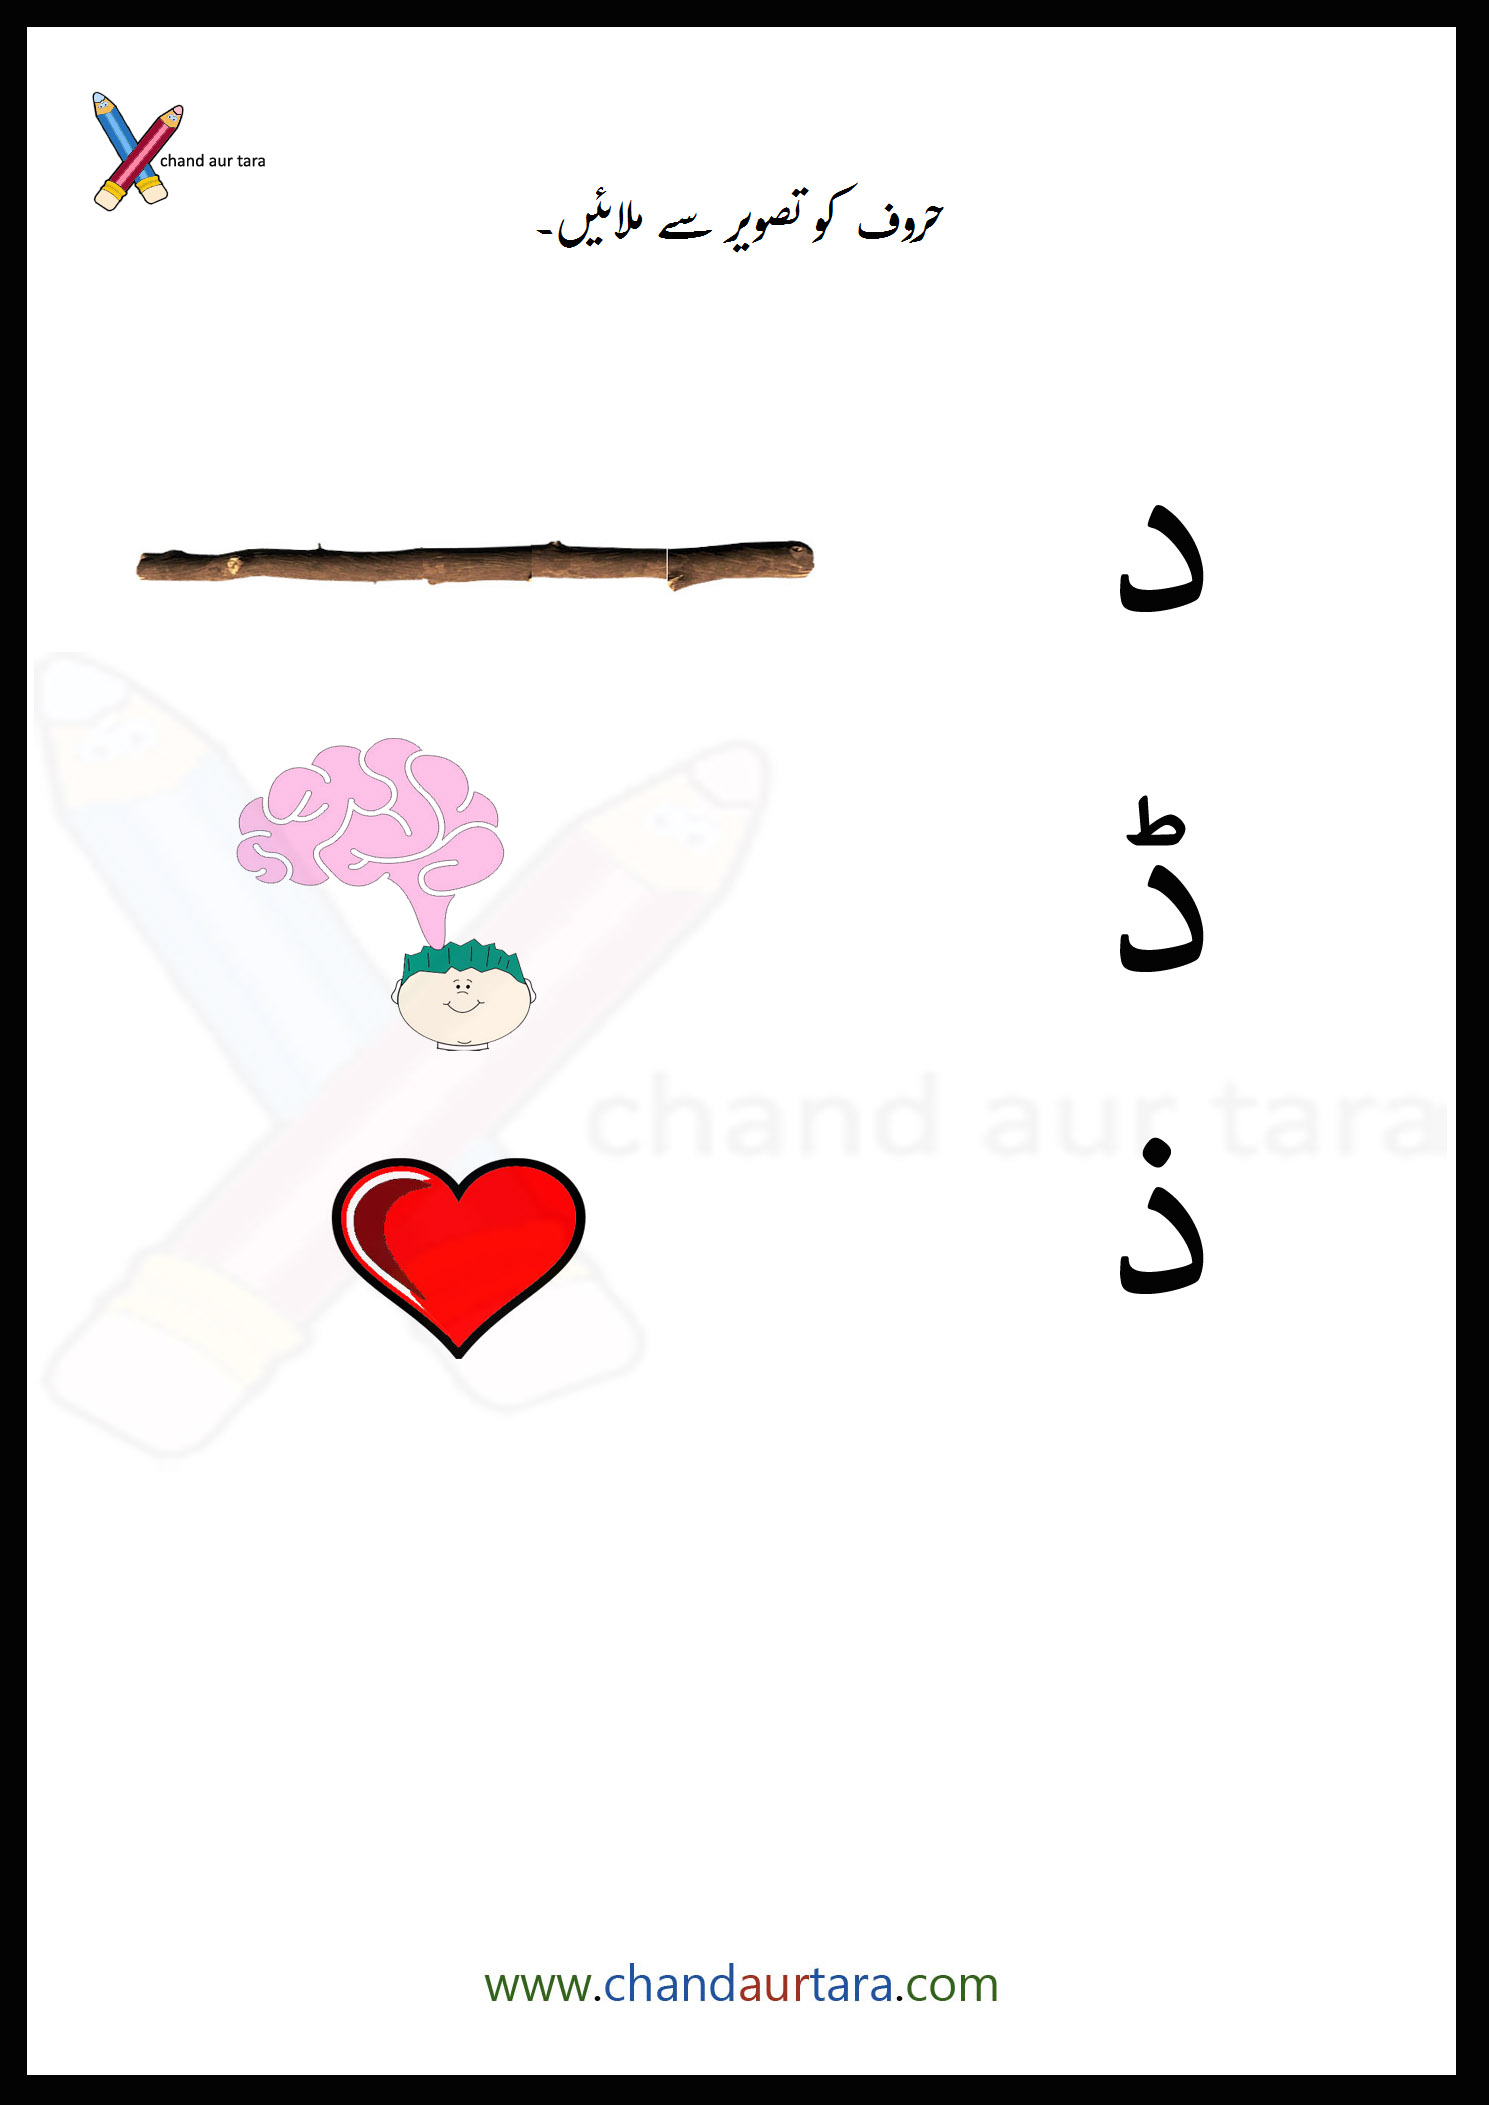 chand aur tara
حروف کو تصویر سے ملائیں۔
د
ڈ
chand aur tara
ذ
www.chandaurtara.com